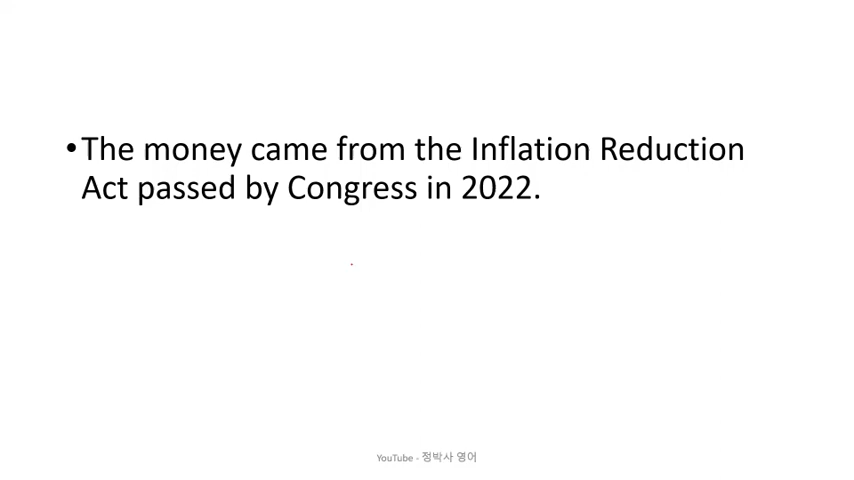 •The money came from the Inflation Reduction
Act passed by Congress in 2022.
YouTube - 정박사 영어